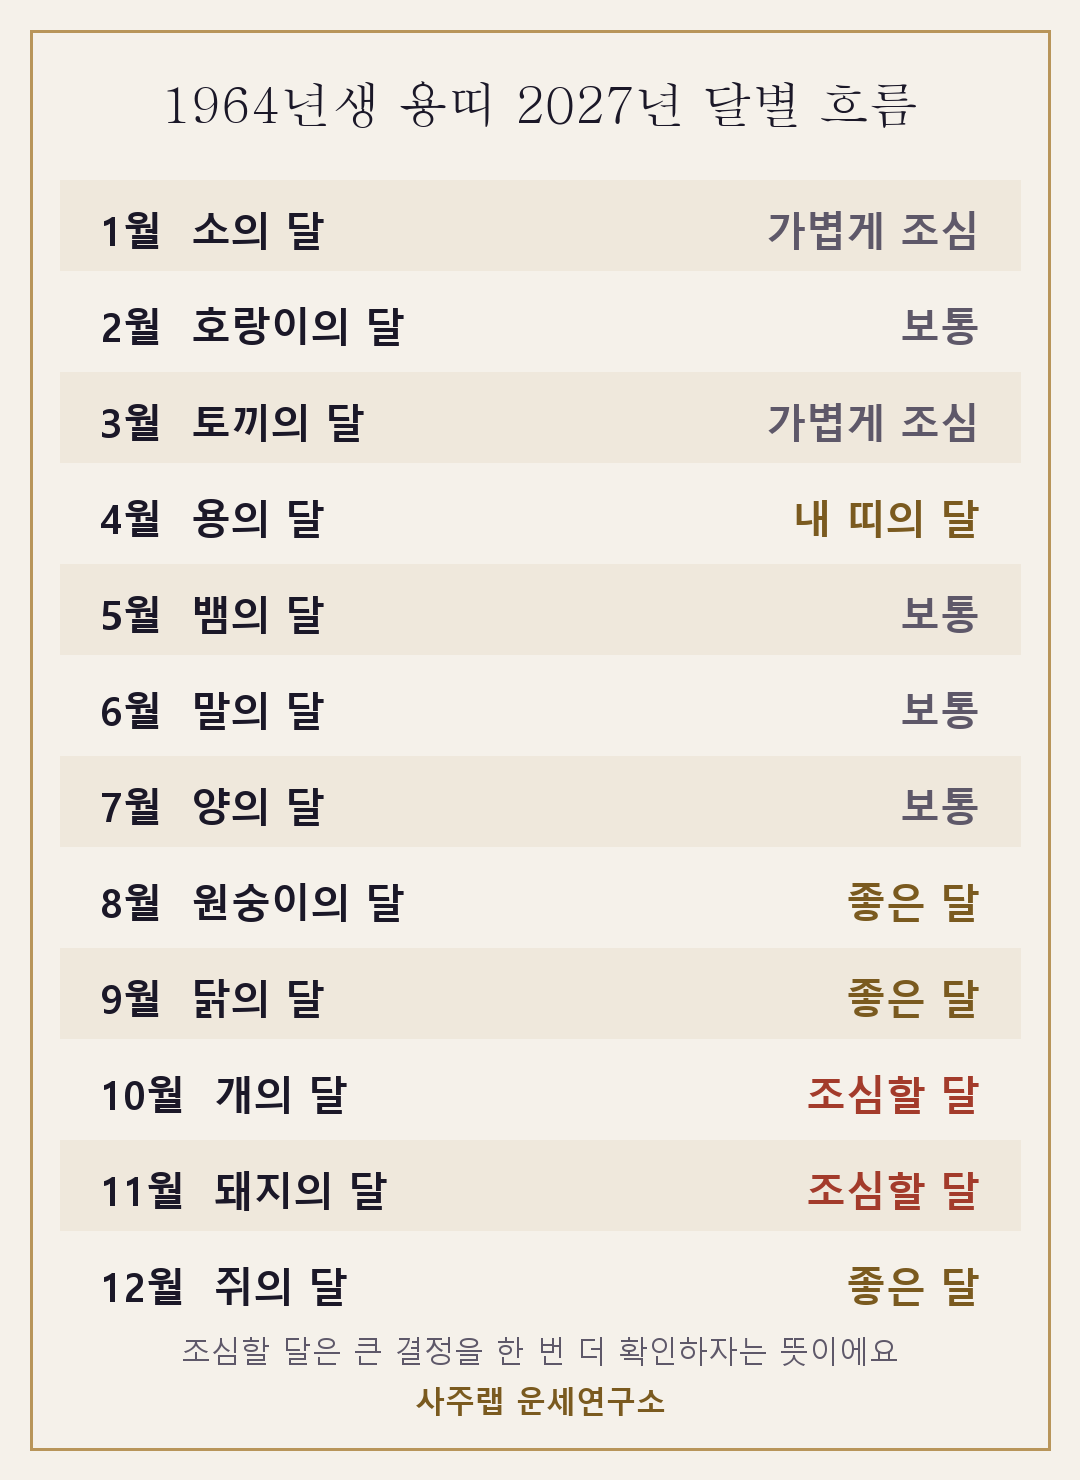 1964년생 용띠 2027년 달별 흐름
1월 소의 달 가볍게 조심
2월 호랑이의 달 보통
3월 토끼의 달 가볍게 조심
4월 용의 달 내 띠의 달
5월 뱀의 달 보통
6월 말의 달 보통
7월 양의 달 보통
8월 원숭이의 달 좋은 달
9월 닭의 달 좋은 달
10월 개의 달 조심할 달
11월 돼지의 달 조심할 달
12월 쥐의 달 좋은 달
조심할 달은 큰 결정을 한 번 더 확인하자는 뜻이에요
사주랩 운세연구소